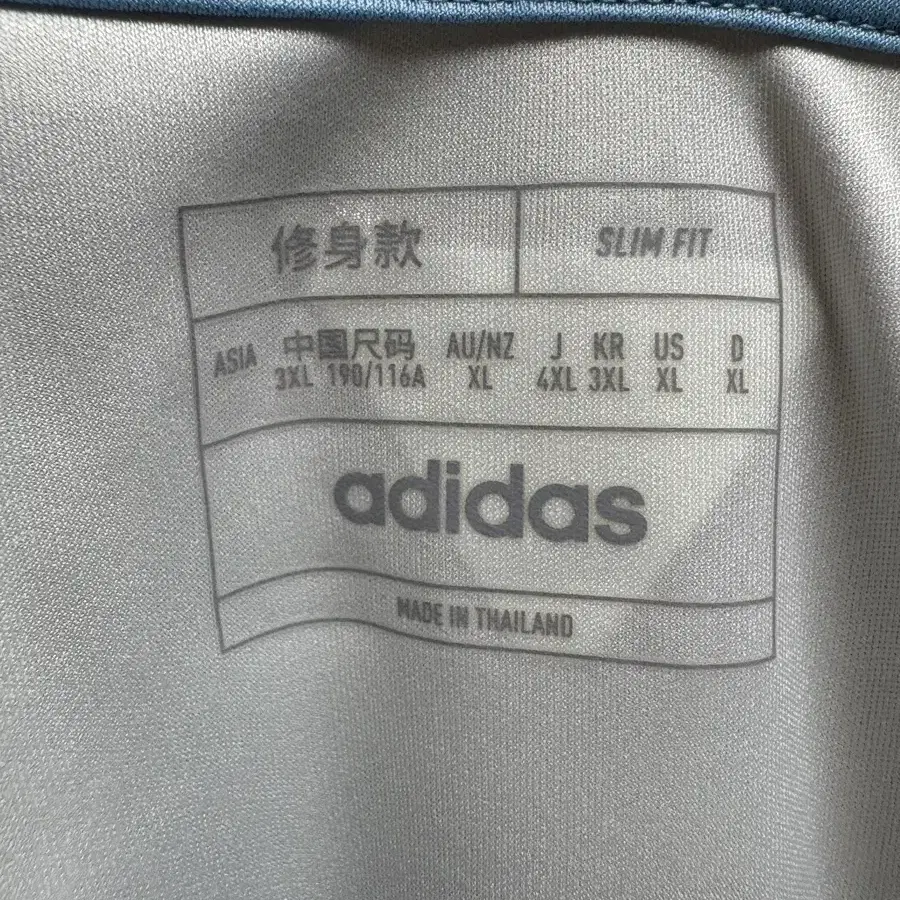 修身款 SLIM FIT
ASIA 中国尺码 AU/NZ J KR US D
3XL 190/116A XL 4XL 3XL XL XL
adidas
MADE IN THAILAND